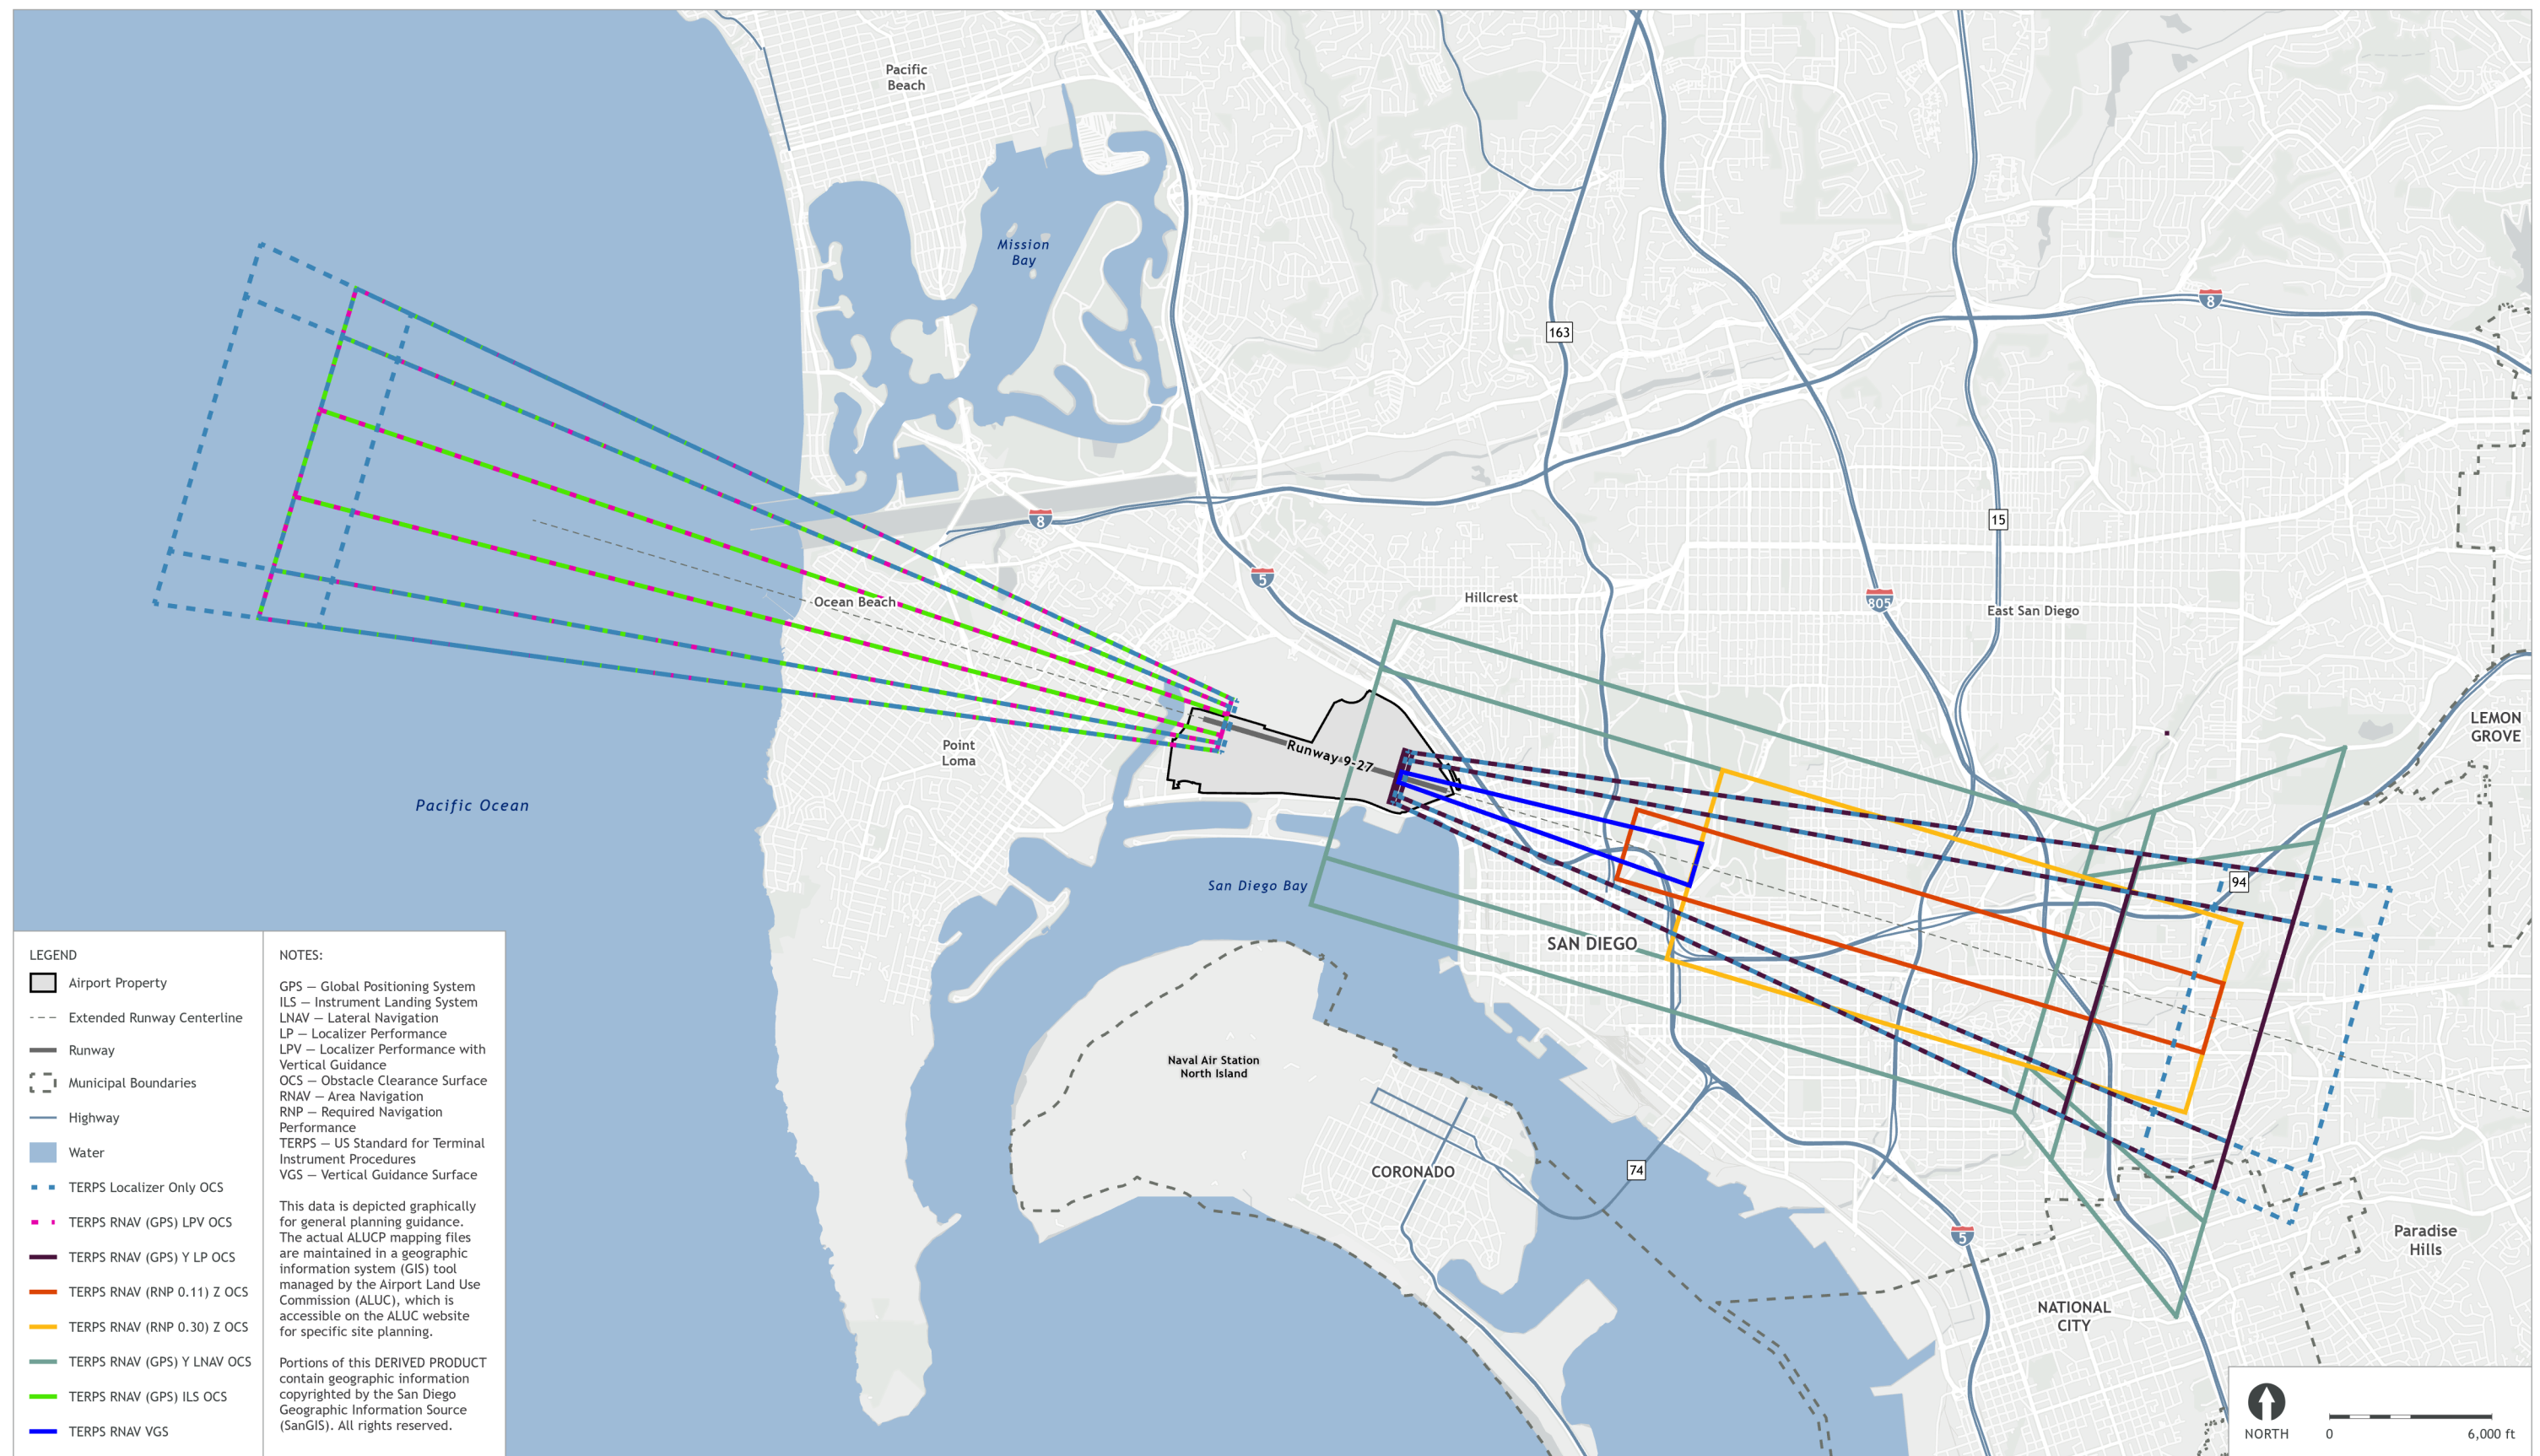 Pacific
Beach
Mission
Bay
8
163
8
15
5
Ocean Beach
Hillcrest
805
East San Diego
LEMON
GROVE
Point
Loma
Runway 9-27
Pacific Ocean
San Diego Bay
94
SAN DIEGO
Naval Air Station
North Island
CORONADO
74
5
Paradise
Hills
NATIONAL
CITY
LEGEND
Airport Property
Extended Runway Centerline
Runway
Municipal Boundaries
Highway
Water
TERPS Localizer Only OCS
TERPS RNAV (GPS) LPV OCS
TERPS RNAV (GPS) Y LP OCS
TERPS RNAV (RNP 0.11) Z OCS
TERPS RNAV (RNP 0.30) Z OCS
TERPS RNAV (GPS) Y LNAV OCS
TERPS RNAV (GPS) ILS OCS
TERPS RNAV VGS
NOTES:
GPS — Global Positioning System
ILS — Instrument Landing System
LNAV — Lateral Navigation
LP — Localizer Performance
LPV — Localizer Performance with
Vertical Guidance
OCS — Obstacle Clearance Surface
RNAV — Area Navigation
RNP — Required Navigation
Performance
TERPS — US Standard for Terminal
Instrument Procedures
VGS — Vertical Guidance Surface
This data is depicted graphically
for general planning guidance.
The actual ALUCP mapping files
are maintained in a geographic
information system (GIS) tool
managed by the Airport Land Use
Commission (ALUC), which is
accessible on the ALUC website
for specific site planning.
Portions of this DERIVED PRODUCT
contain geographic information
copyrighted by the San Diego
Geographic Information Source
(SanGIS). All rights reserved.
NORTH
0
6,000 ft